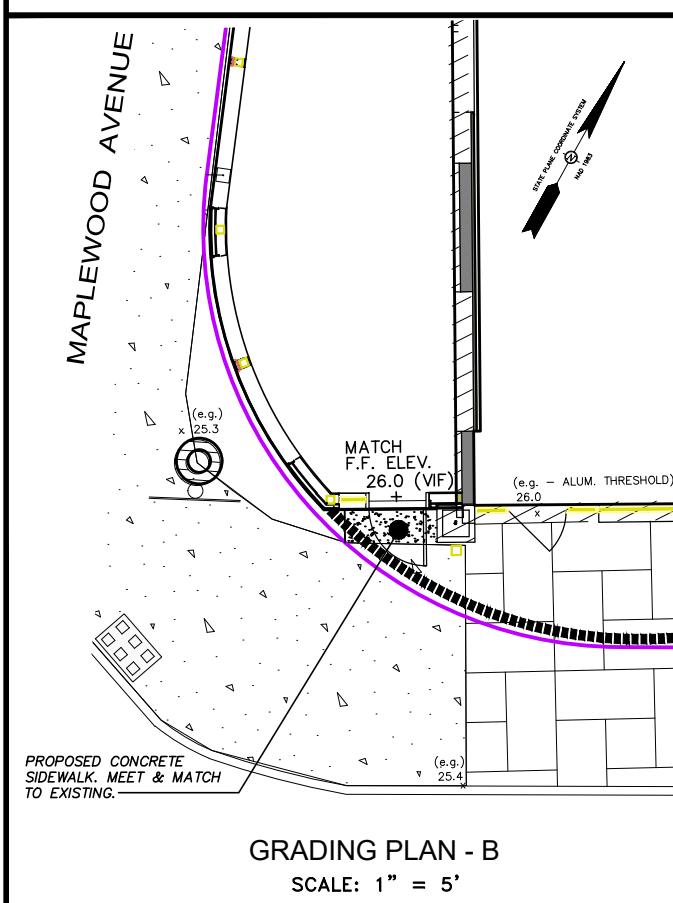 MAPLEWOOD AVENUE
STATE PLANE COORDINATE SYSTEM
N
NAD 1983
(e.g.)
x 25.3
MATCH
F.F. ELEV.
26.0 (VIF)
+
(e.g. - ALUM. THRESHOLD)
26.0
x
PROPOSED CONCRETE
SIDEWALK. MEET & MATCH
TO EXISTING.
(e.g.)
25.4
x
GRADING PLAN - B
SCALE: 1" = 5'